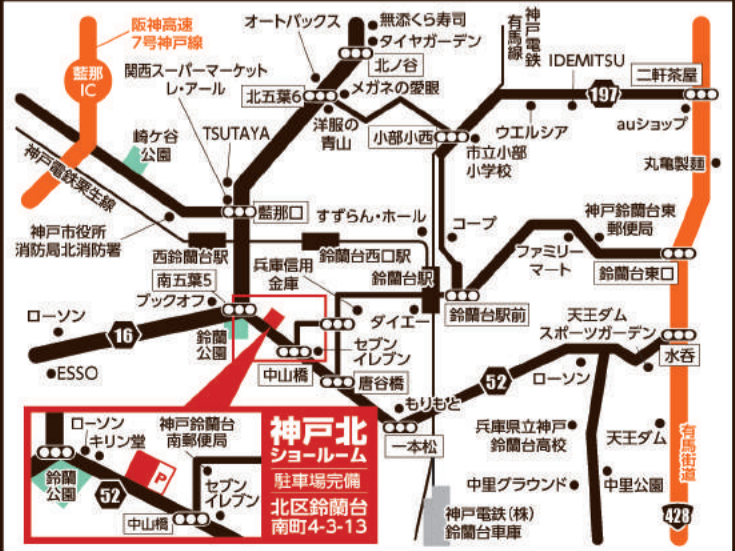 阪神高速
7号神戸線
藍那
IC
オートバックス
無添くら寿司
タイヤガーデン
北ノ谷
神戸電鉄
有馬線
IDEMITSU
二軒茶屋
関西スーパーマーケット
レ・アール
北五葉6
メガネの愛眼
197
洋服の
青山
小部小西
ウエルシア
auショップ
崎ケ谷
公園
TSUTAYA
市立小部
小学校
丸亀製麺
神戸電鉄粟生線
藍那口
すずらん・ホール
コープ
神戸鈴蘭台東
郵便局
神戸市役所
消防局北消防署
西鈴蘭台駅
鈴蘭台西口駅
ファミリー
マート
鈴蘭台東口
南五葉5
兵庫信用
金庫
鈴蘭台駅
ブックオフ
ローソン
16
鈴蘭
公園
ダイエー
鈴蘭台駅前
天王ダム
スポーツガーデン
セブン
イレブン
水呑
ESSO
中山橋
唐谷橋
52
ローソン
もりもと
一本松
兵庫県立神戸
鈴蘭台高校
天王ダム
有馬街道
中里グラウンド
中里公園
神戸電鉄(株)
鈴蘭台車庫
428
ローソン
キリン堂
神戸鈴蘭台
南郵便局
鈴蘭
公園
52
P
セブン
イレブン
中山橋
神戸北
ショールーム
駐車場完備
北区鈴蘭台
南町4-3-13